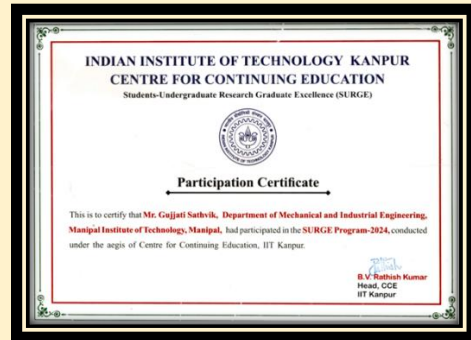 INDIAN INSTITUTE OF TECHNOLOGY KANPUR
CENTRE FOR CONTINUING EDUCATION
Students-Undergraduate Research Graduate Excellence (SURGE)
Participation Certificate
This is to certify that Mr. Gujjati Sathvik, Department of Mechanical and Industrial Engineering,
Manipal Institute of Technology, Manipal, had participated in the SURGE Program-2024, conducted
under the aegis of Centre for Continuing Education, IIT Kanpur.
B.V. Rathish Kumar
Head, CCE
IIT Kanpur